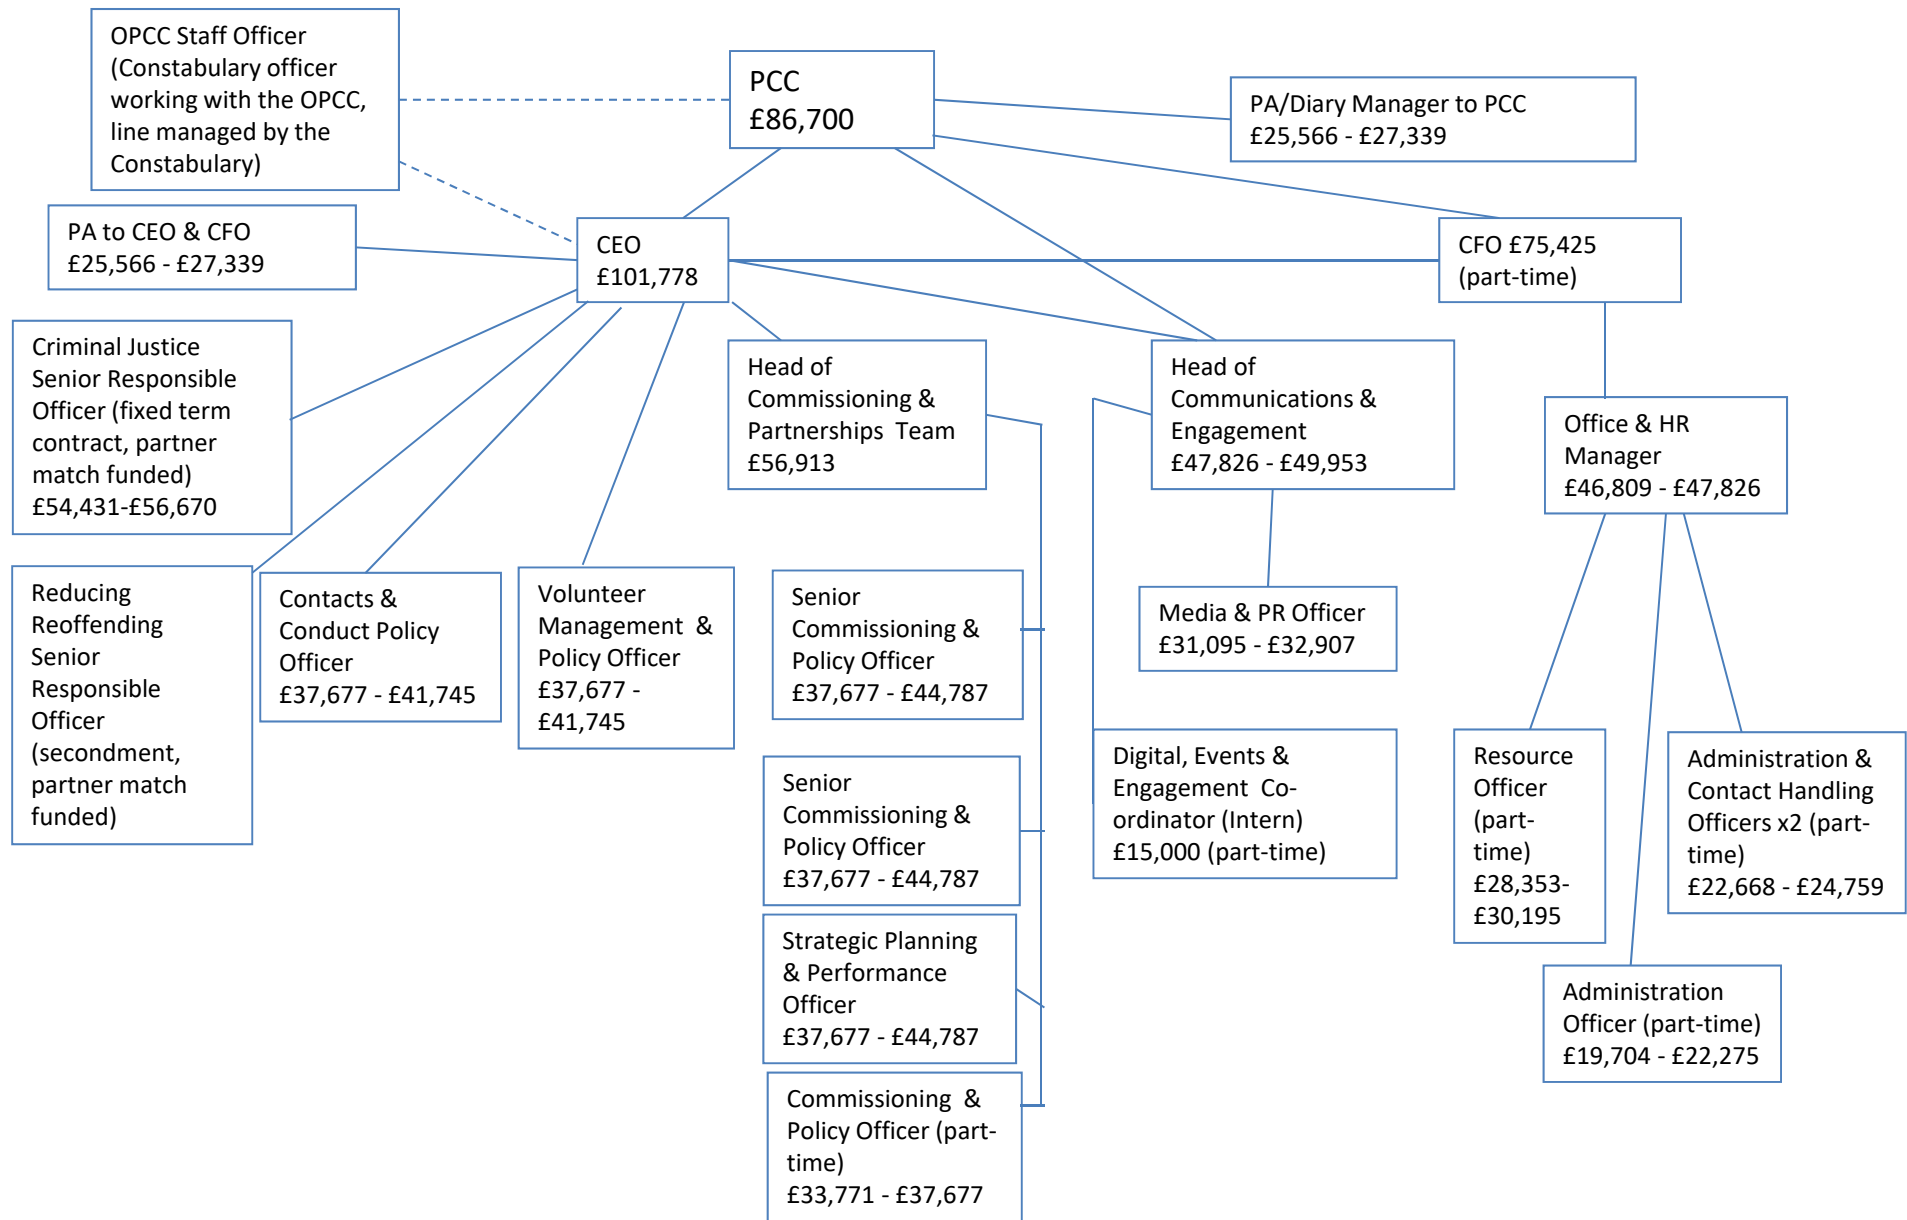 OPCC Staff Officer
(Constabulary officer
working with the OPCC,
line managed by the
Constabulary)
PCC
£86,700
PA/Diary Manager to PCC
£25,566 - £27,339
PA to CEO & CFO
£25,566 - £27,339
CEO
£101,778
CFO £75,425
(part-time)
Criminal Justice
Senior Responsible
Officer (fixed term
contract, partner
match funded)
£54,431-£56,670
Head of
Commissioning &
Partnerships Team
£56,913
Head of
Communications &
Engagement
£47,826 - £49,953
Office & HR
Manager
£46,809 - £47,826
Reducing
Reoffending
Senior
Responsible
Officer
(secondment,
partner match
funded)
Contacts &
Conduct Policy
Officer
£37,677 - £41,745
Volunteer
Management &
Policy Officer
£37,677 -
£41,745
Senior
Commissioning &
Policy Officer
£37,677 - £44,787
Media & PR Officer
£31,095 - £32,907
Senior
Commissioning &
Policy Officer
£37,677 - £44,787
Digital, Events &
Engagement Co-
ordinator (Intern)
£15,000 (part-time)
Resource
Officer
(part-
time)
£28,353-
£30,195
Administration &
Contact Handling
Officers x2 (part-
time)
£22,668 - £24,759
Strategic Planning
& Performance
Officer
£37,677 - £44,787
Administration
Officer (part-time)
£19,704 - £22,275
Commissioning &
Policy Officer (part-
time)
£33,771 - £37,677